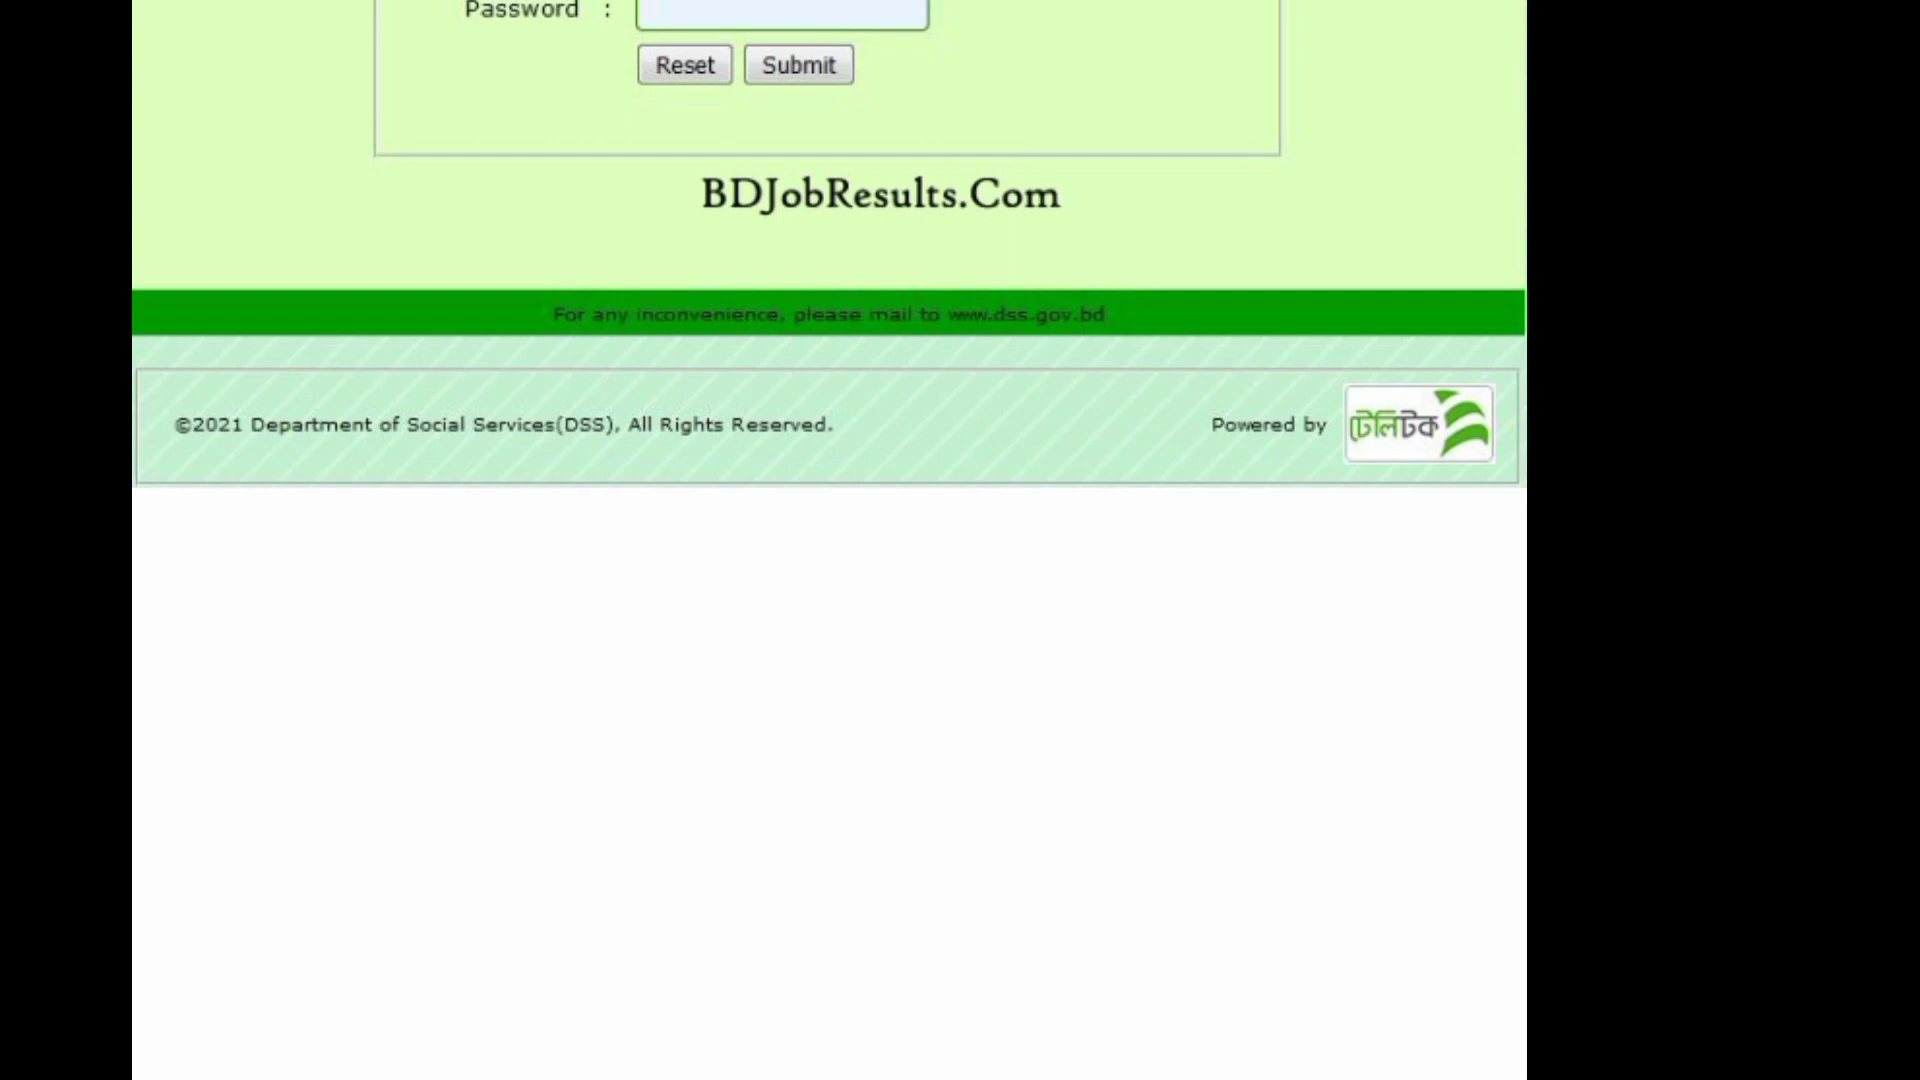 Password :
Reset Submit
BDJobResults.Com
For any inconvenience, please mail to www.dss.gov.bd
©2021 Department of Social Services(DSS), All Rights Reserved.
Powered by টেলিটক